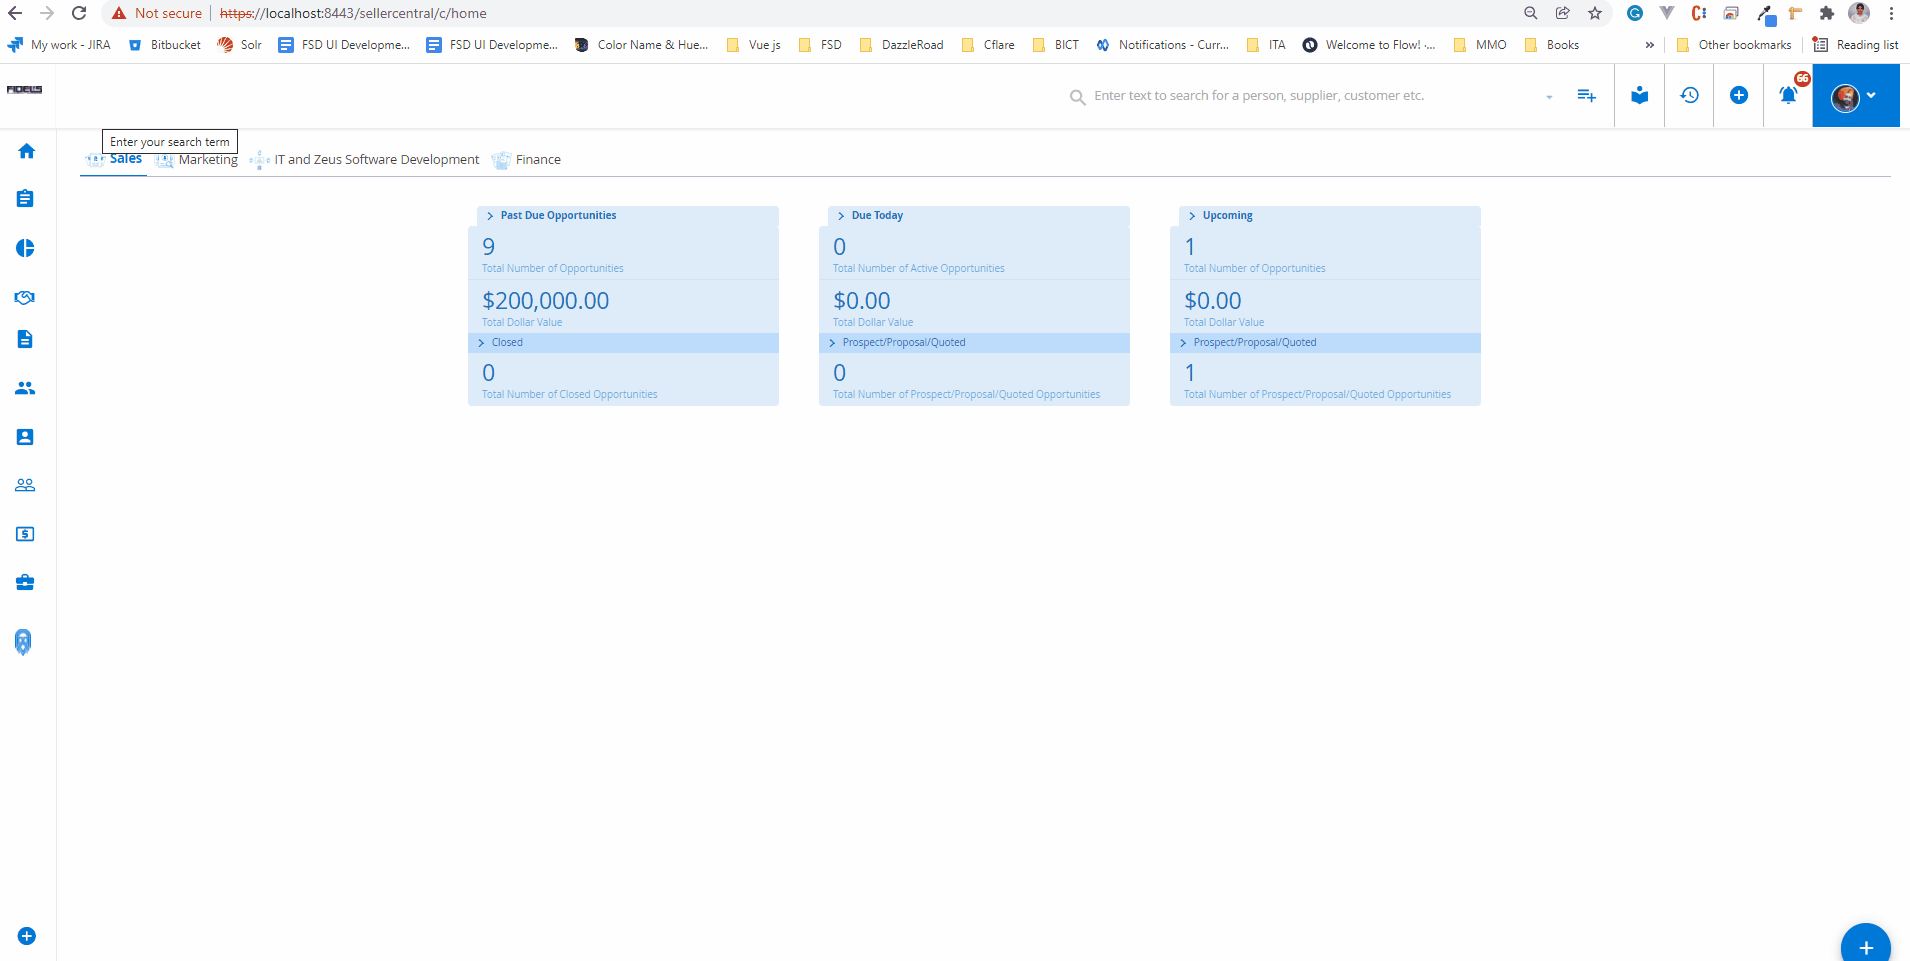 Not secure | https://localhost:8443/sellercentral/c/home
My work - JIRA Bitbucket Solr FSD UI Developme... FSD UI Developme... Color Name & Hue... Vue js FSD DazzleRoad Cflare BICT Notifications - Curr... ITA Welcome to Flow! ·... MMO Books » Other bookmarks Reading list
Enter text to search for a person, supplier, customer etc.
66
Enter your search term
Sales Marketing IT and Zeus Software Development Finance
Past Due Opportunities
9
Total Number of Opportunities
$200,000.00
Total Dollar Value
Closed
0
Total Number of Closed Opportunities
Due Today
0
Total Number of Active Opportunities
$0.00
Total Dollar Value
Prospect/Proposal/Quoted
0
Total Number of Prospect/Proposal/Quoted Opportunities
Upcoming
1
Total Number of Opportunities
$0.00
Total Dollar Value
Prospect/Proposal/Quoted
1
Total Number of Prospect/Proposal/Quoted Opportunities